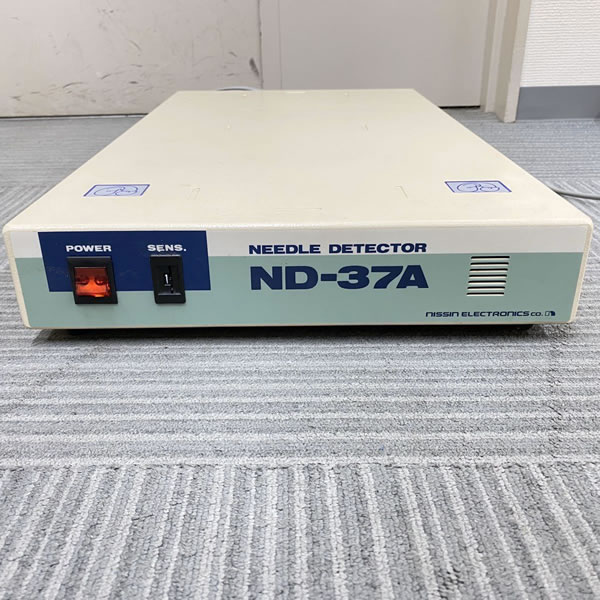 POWER
SENS.
NEEDLE DETECTOR
ND-37A
NISSIN ELECTRONICS CO.